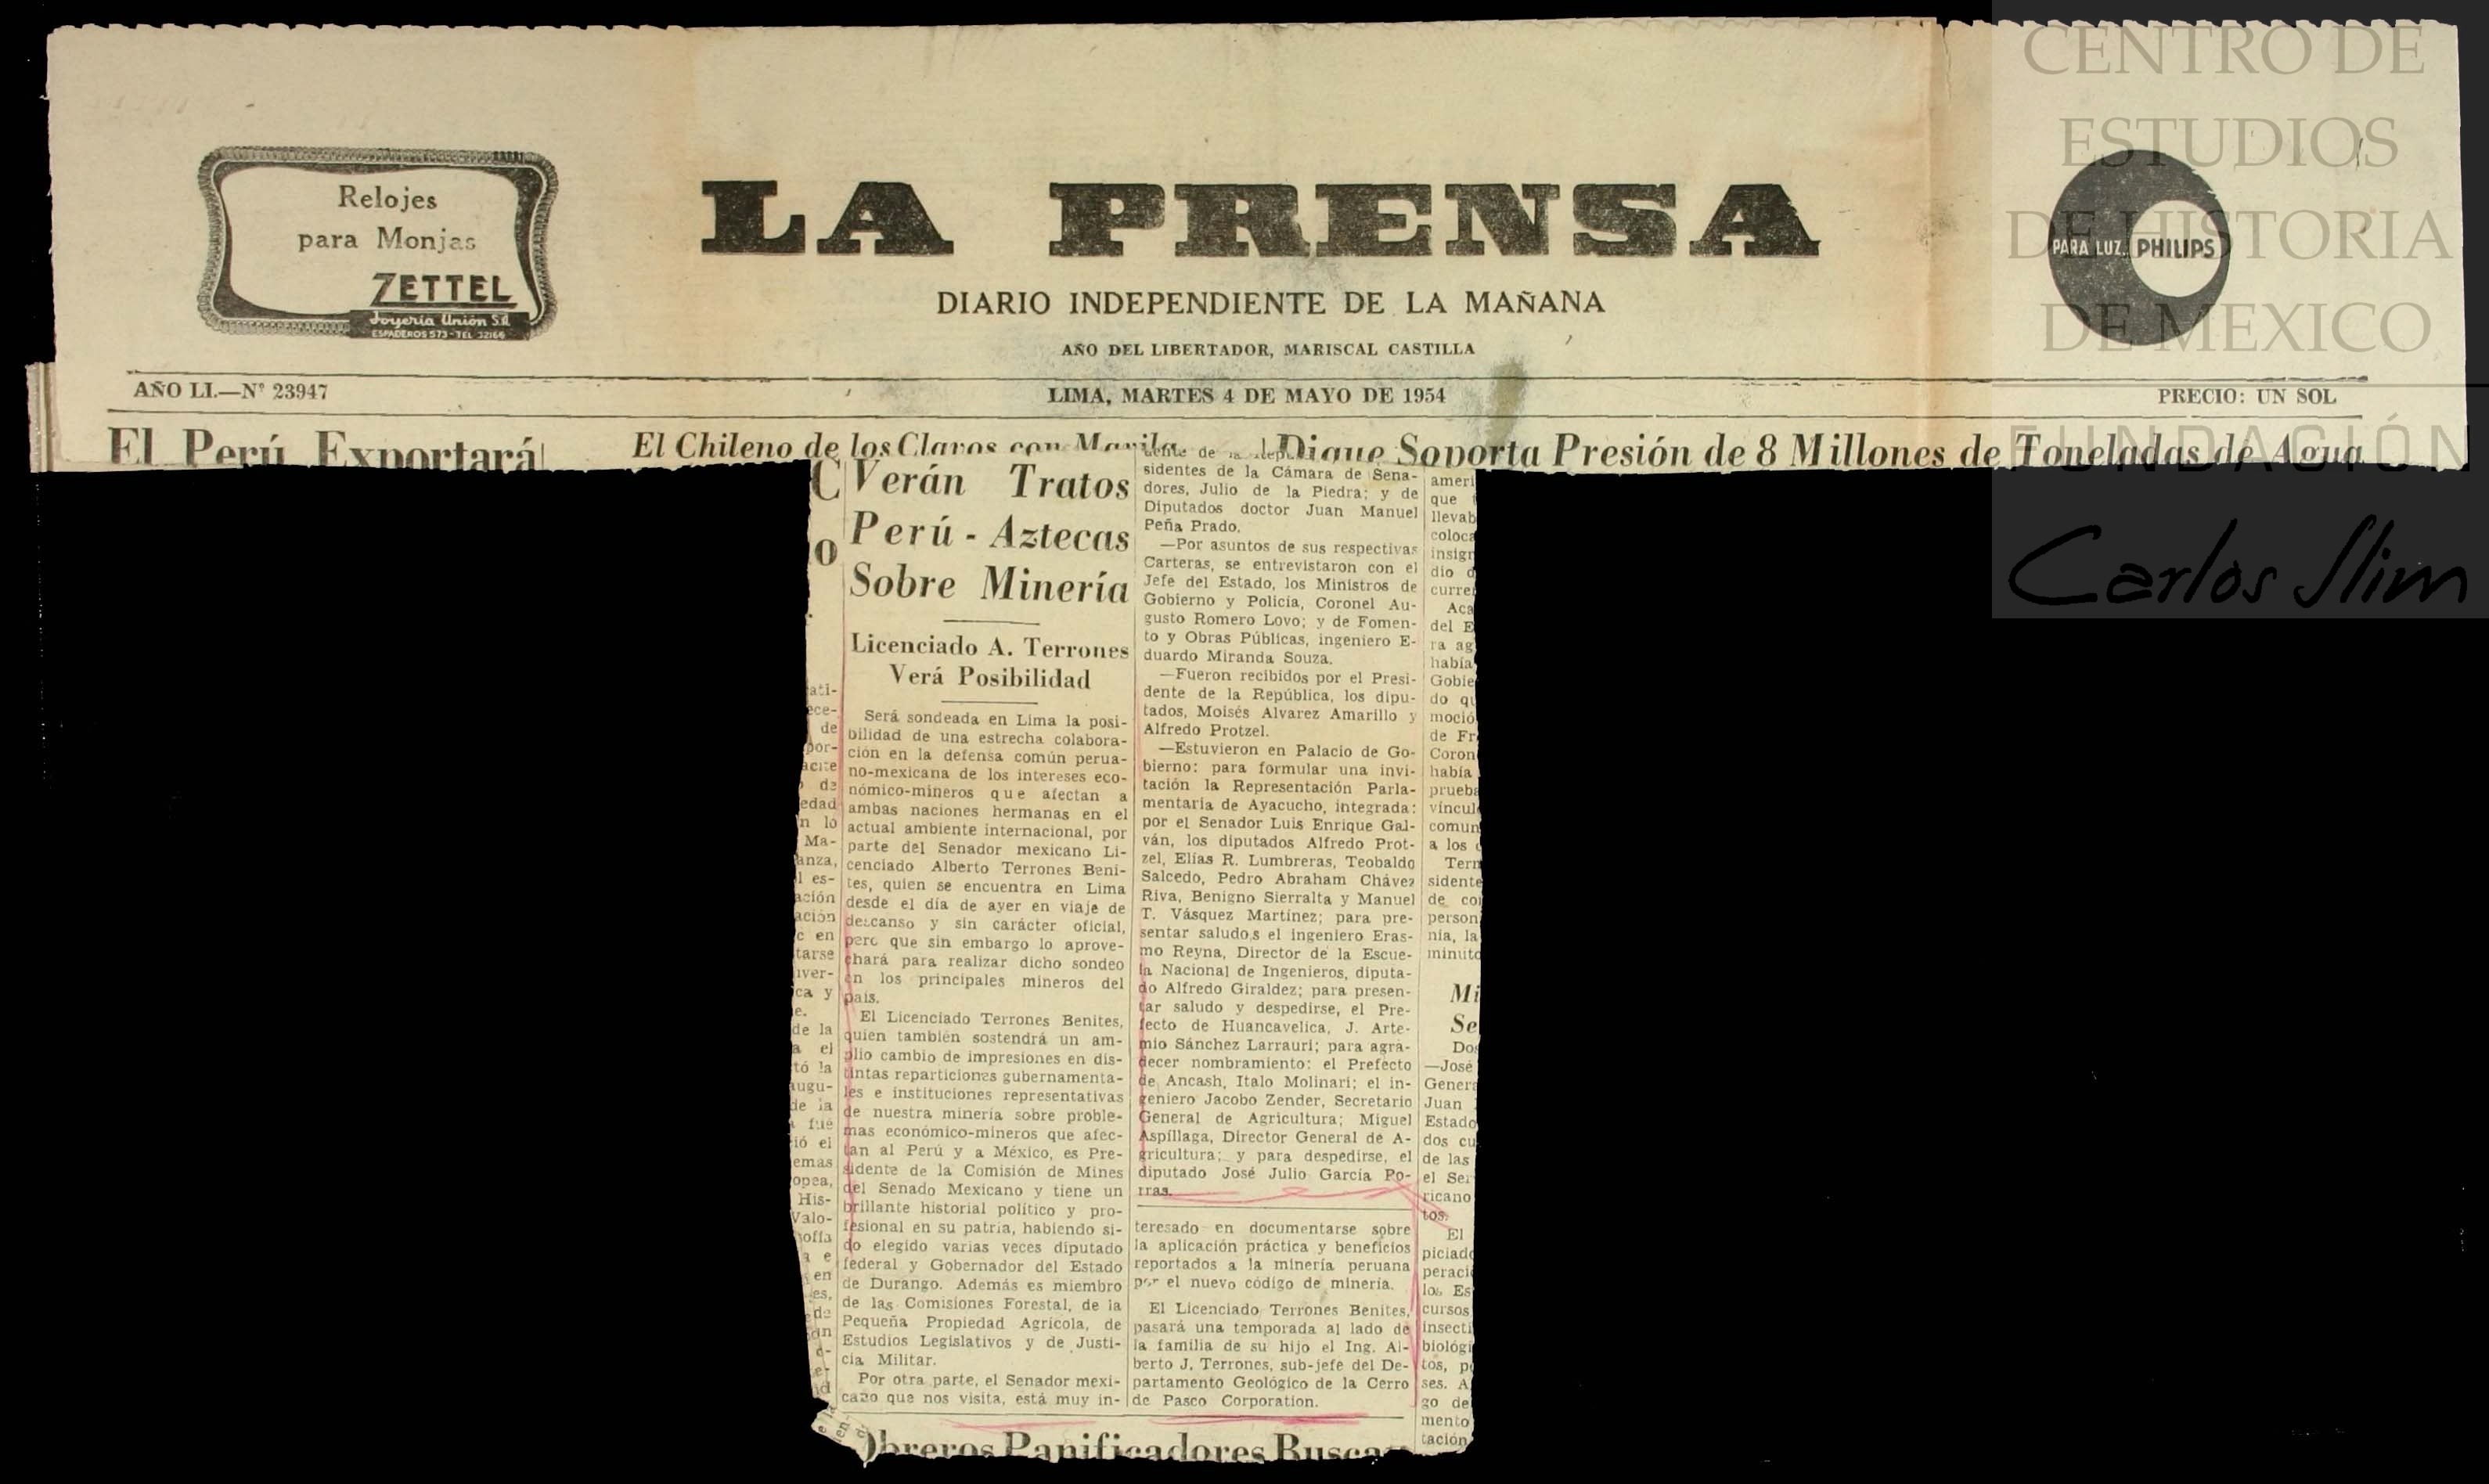 Relojes
para Monjas
ZETTEL
Joyería Unión S.A.
ESPADEROS 573-TEL 32166
LA PRENSA
DIARIO INDEPENDIENTE DE LA MAÑANA
AÑO DEL LIBERTADOR, MARISCAL CASTILLA
PARA LUZ.. PHILIPS
CENTRO DE
ESTUDIOS
DE HISTORIA
DE MEXICO
FUNDACIÓN
Carlos Slim
AÑO LI.—Nº 23947
LIMA, MARTES 4 DE MAYO DE 1954
PRECIO: UN SOL
El Perú Exportará
El Chileno de los Claros con
Dique Soporta Presión de 8 Millones de Toneladas de Agua
Verán Tratos
Perú - Aztecas
Sobre Minería
Licenciado A. Terrones
Verá Posibilidad
Será sondeada en Lima la posi-
bilidad de una estrecha colabora-
ción en la defensa común perua-
no-mexicana de los intereses eco-
nómico-mineros que afectan a
ambas naciones hermanas en el
actual ambiente internacional, por
parte del Senador mexicano Li-
cenciado Alberto Terrones Beni-
tes, quien se encuentra en Lima
desde el día de ayer en viaje de
descanso y sin carácter oficial,
pero que sin embargo lo aprove-
chará para realizar dicho sondeo
en los principales mineros del
país.
El Licenciado Terrones Benites,
quien también sostendrá un am-
plio cambio de impresiones en dis-
tintas reparticiones gubernamenta-
les e instituciones representativas
de nuestra minería sobre proble-
mas económico-mineros que afec-
tan al Perú y a México, es Pre-
sidente de la Comisión de Mines
del Senado Mexicano y tiene un
brillante historial político y pro-
fesional en su patria, habiendo si-
do elegido varias veces diputado
federal y Gobernador del Estado
de Durango. Además es miembro
de las Comisiones Forestal, de la
Pequeña Propiedad Agrícola, de
Estudios Legislativos y de Justi-
cia Militar.
Por otra parte, el Senador mexi-
cano que nos visita, está muy in-
sidentes de la Cámara de Sena-
dores, Julio de la Piedra; y de
Diputados doctor Juan Manuel
Peña Prado.
—Por asuntos de sus respectivas
Carteras, se entrevistaron con el
Jefe del Estado, los Ministros de
Gobierno y Policía, Coronel Au-
gusto Romero Lovo; y de Fomen-
to y Obras Públicas, ingeniero E-
duardo Miranda Souza.
—Fueron recibidos por el Presi-
dente de la República, los dipu-
tados, Moisés Alvarez Amarillo y
Alfredo Protzel.
—Estuvieron en Palacio de Go-
bierno: para formular una invi-
tación la Representación Parla-
mentaria de Ayacucho, integrada:
por el Senador Luis Enrique Gal-
ván, los diputados Alfredo Prot-
zel, Elías R. Lumbreras, Teobaldo
Salcedo, Pedro Abraham Chávez
Riva, Benigno Sierralta y Manuel
T. Vásquez Martínez; para pre-
sentar saludos el ingeniero Eras-
mo Reyna, Director de la Escue-
la Nacional de Ingenieros, diputa-
do Alfredo Giraldez; para presen-
tar saludo y despedirse, el Pre-
fecto de Huancavelica, J. Arte-
mio Sánchez Larrauri; para agra-
decer nombramiento: el Prefecto
de Ancash, Italo Molinari; el in-
geniero Jacobo Zender, Secretario
General de Agricultura; Miguel
Aspíllaga, Director General de A-
gricultura; y para despedirse, el
diputado José Julio García Po-
rras.
teresado en documentarse sobre
la aplicación práctica y beneficios
reportados a la minería peruana
por el nuevo código de minería.
El Licenciado Terrones Benites,
pasará una temporada al lado de
la familia de su hijo el Ing. Al-
berto J. Terrones, sub-jefe del De-
partamento Geológico de la Cerro
de Pasco Corporation.
Obreros Panificadores Busca